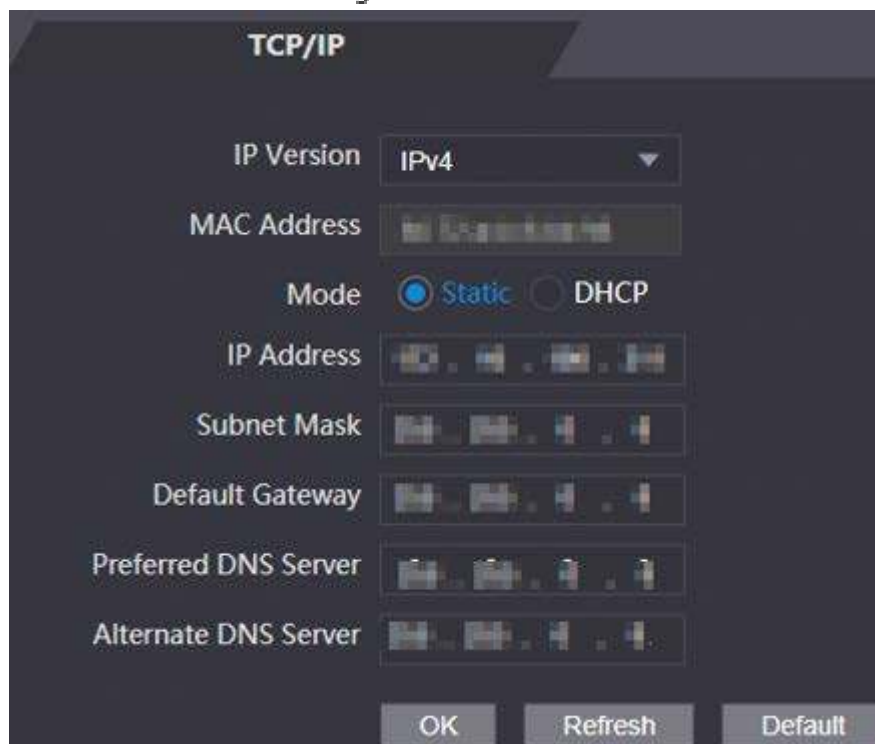 TCP/IP
IP Version IPv4
MAC Address
Mode Static DHCP
IP Address
Subnet Mask
Default Gateway
Preferred DNS Server
Alternate DNS Server
OK Refresh Default